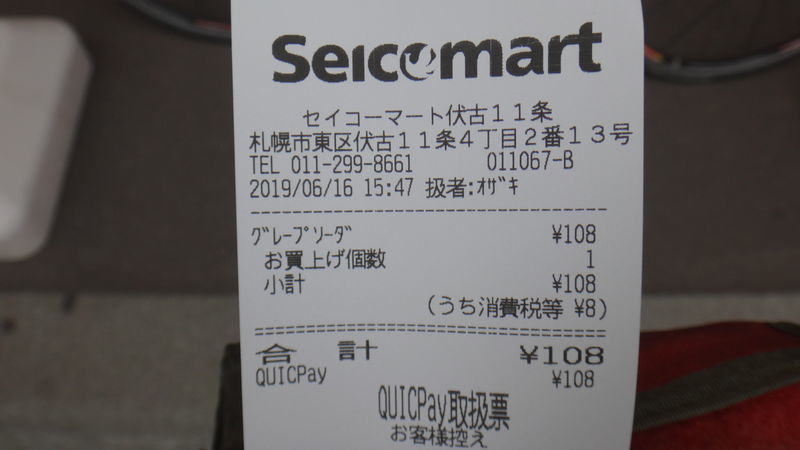 Seicomart
セイコーマート伏古11条
札幌市東区伏古11条4丁目2番13号
TEL 011-299-8661 011067-B
2019/06/16 15:47 扱者:ｵｻﾞｷ
ｸﾞﾚｰﾌﾟｿｰﾀﾞ ¥108
お買上げ個数 1
小計 ¥108
(うち消費税等 ¥8)
合 計 ¥108
QUICPay ¥108
QUICPay取扱票
お客様控え